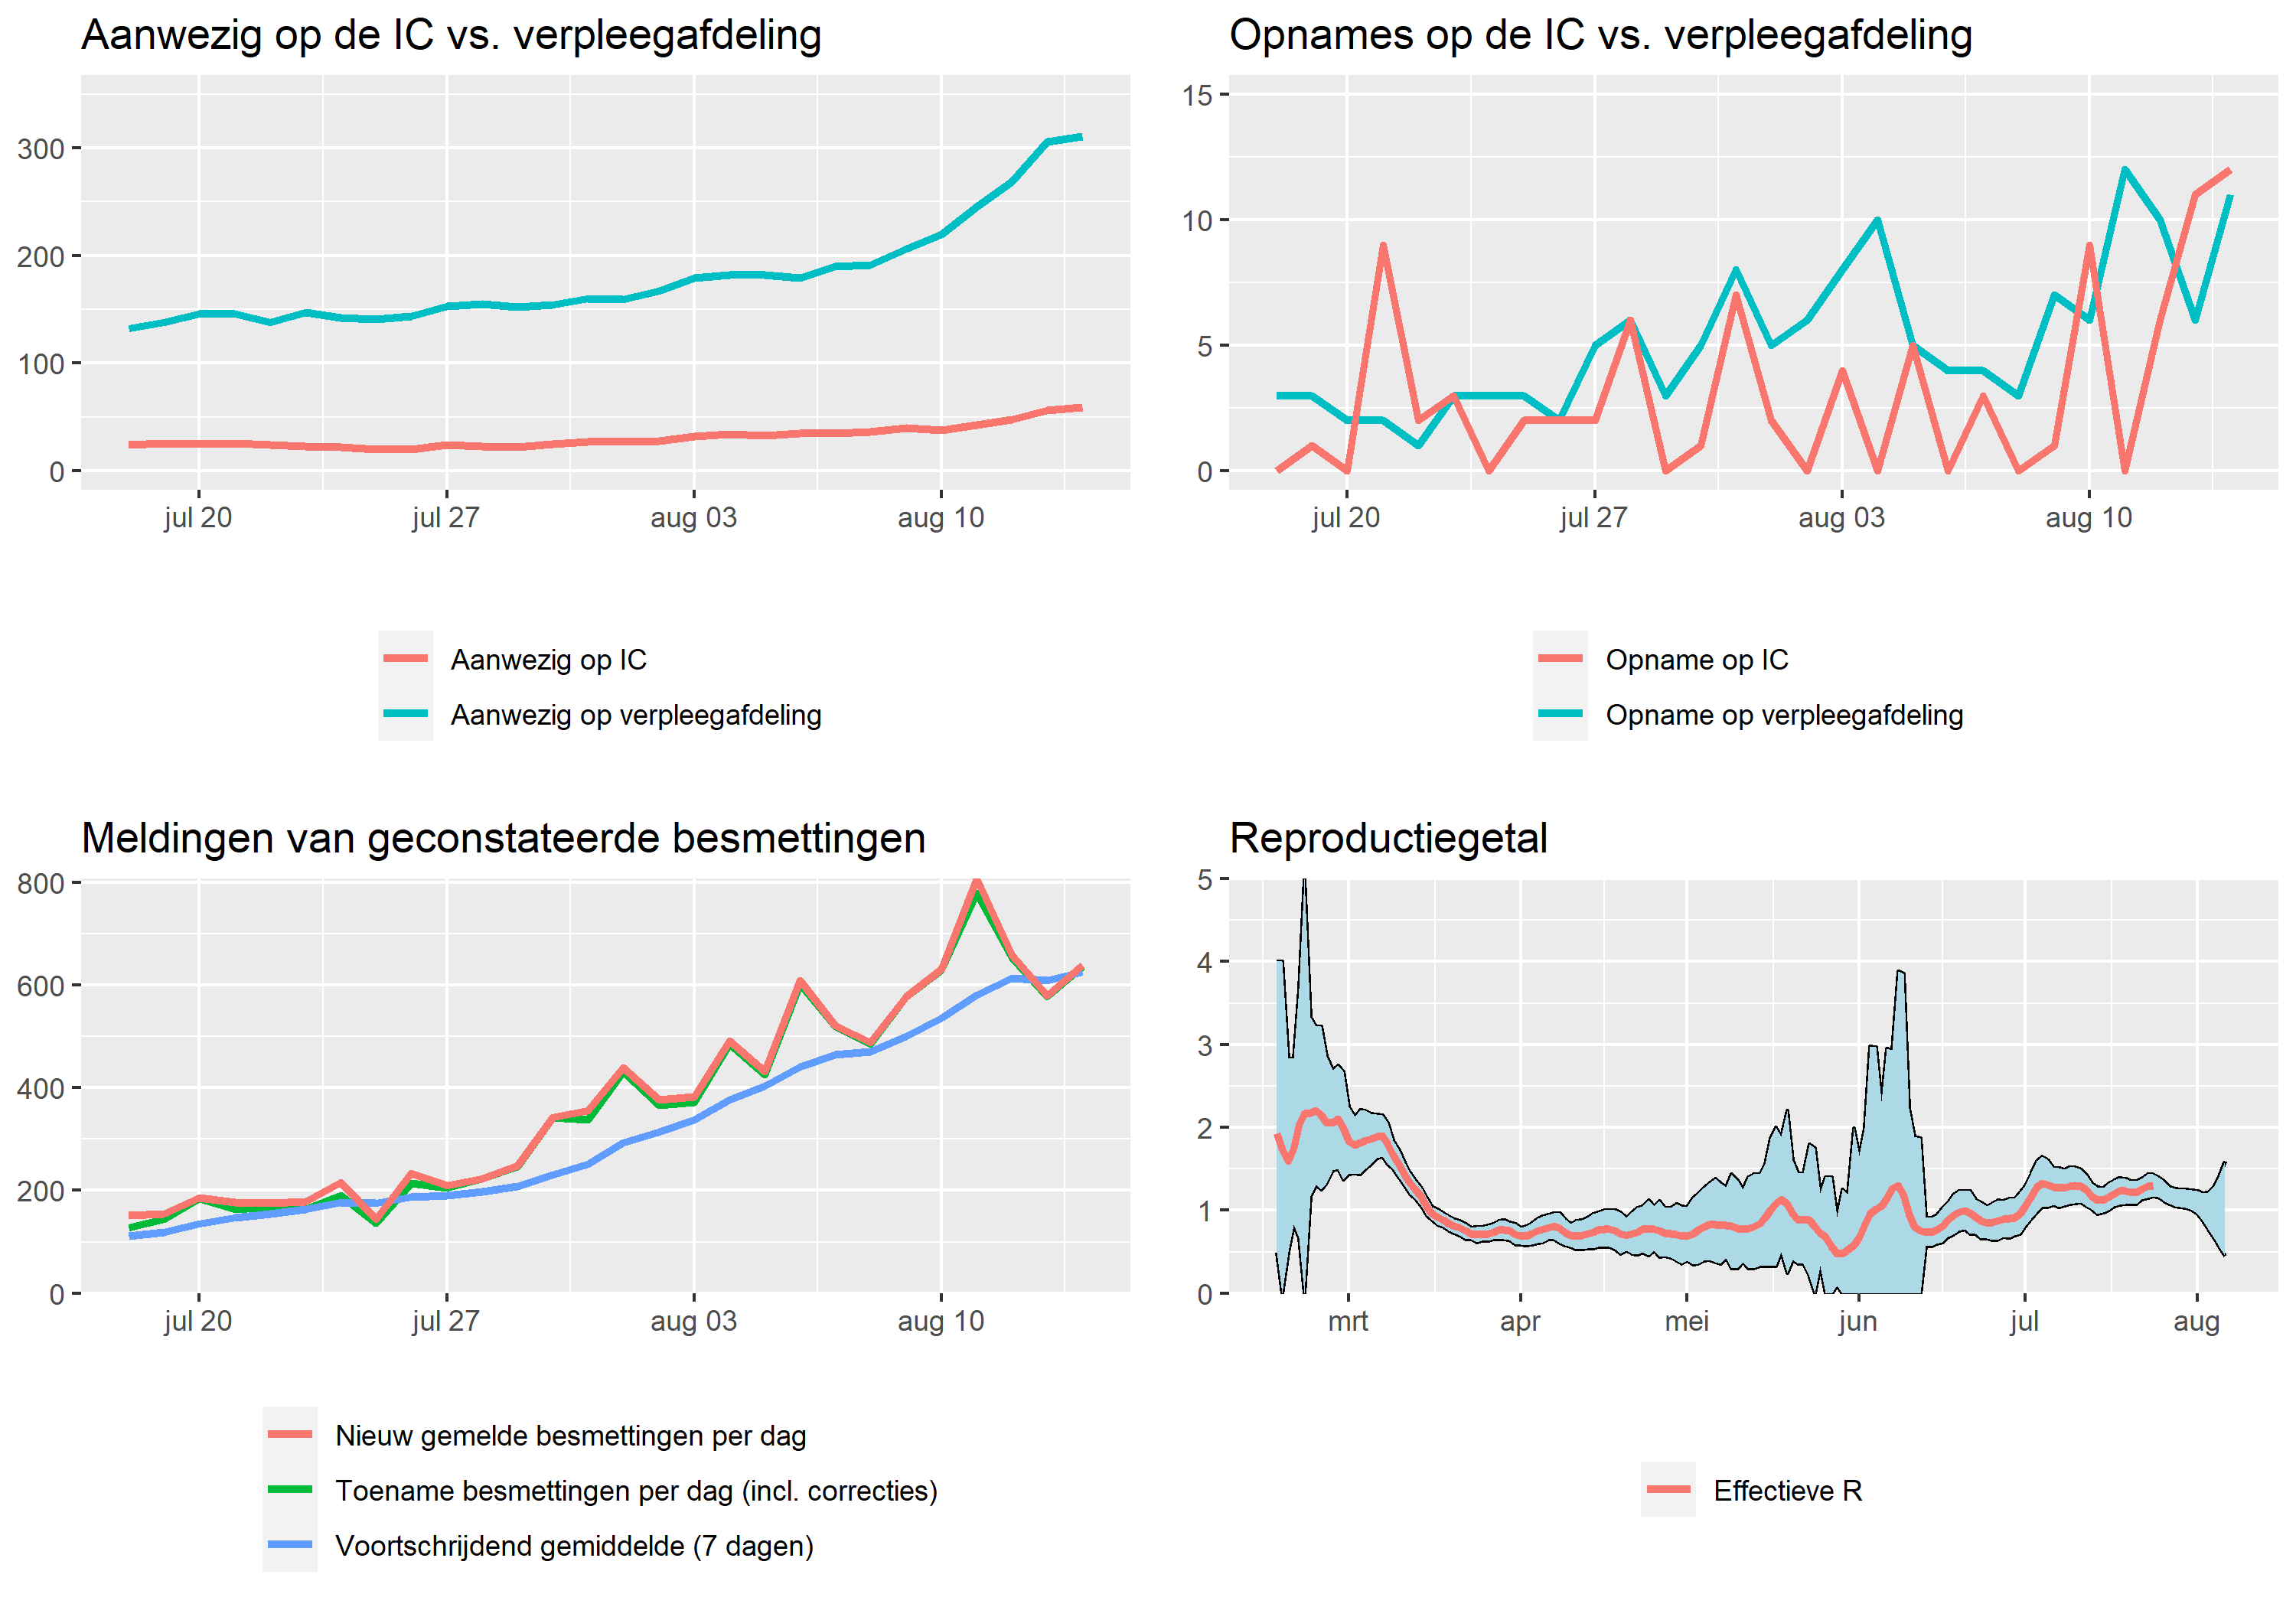 Aanwezig op de IC vs. verpleegafdeling
300
200
100
0
jul 20 jul 27 aug 03 aug 10
Aanwezig op IC
Aanwezig op verpleegafdeling
Opnames op de IC vs. verpleegafdeling
15
10
5
0
jul 20 jul 27 aug 03 aug 10
Opname op IC
Opname op verpleegafdeling
Meldingen van geconstateerde besmettingen
800
600
400
200
0
jul 20 jul 27 aug 03 aug 10
Nieuw gemelde besmettingen per dag
Toename besmettingen per dag (incl. correcties)
Voortschrijdend gemiddelde (7 dagen)
Reproductiegetal
5
4
3
2
1
0
mrt apr mei jun jul aug
Effectieve R